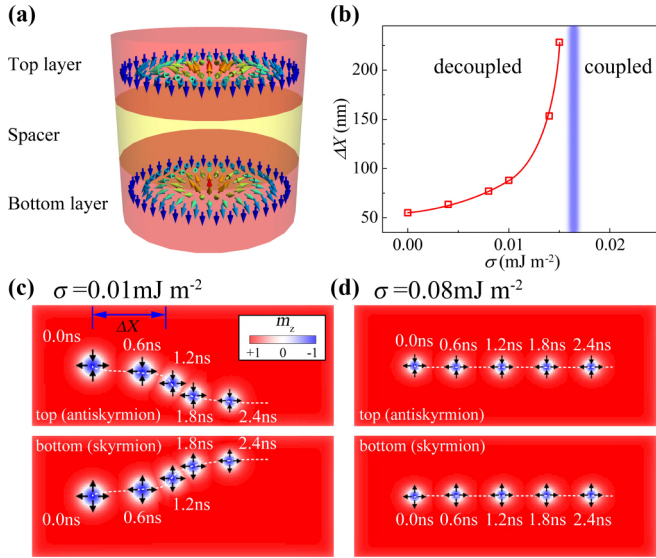 (a)
Top layer
Spacer
Bottom layer
(b)
ΔX (nm)
200
150
100
50
decoupled
coupled
0.00
0.01
0.02
σ (mJ m⁻²)
(c) σ = 0.01mJ m⁻²
ΔX
m_z
+1 0 -1
0.0ns
0.6ns
1.2ns
1.8ns
2.4ns
top (antiskyrmion)
bottom (skyrmion)
1.8ns
2.4ns
0.0ns
0.6ns
1.2ns
(d) σ = 0.08mJ m⁻²
0.0ns 0.6ns 1.2ns 1.8ns 2.4ns
top (antiskyrmion)
bottom (skyrmion)
0.0ns 0.6ns 1.2ns 1.8ns 2.4ns